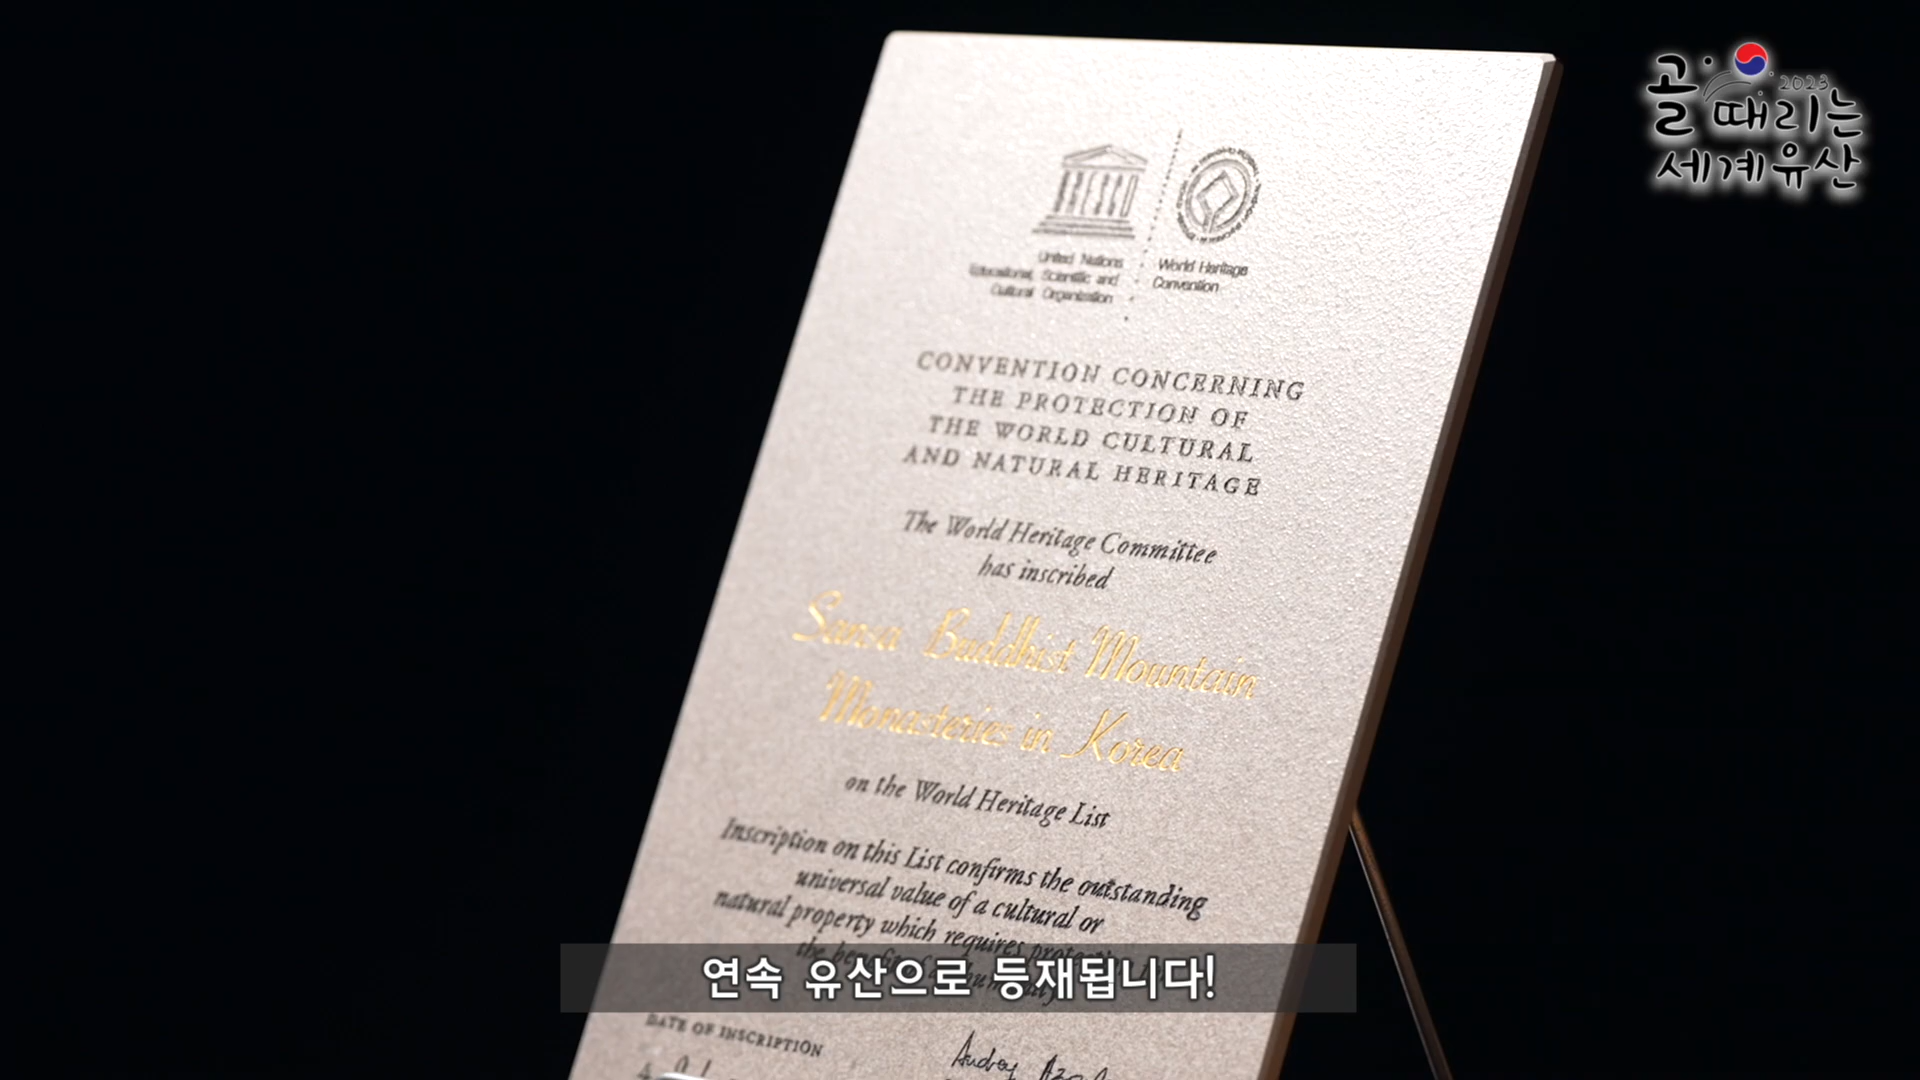 골 때리는
2023
세계유산
United Nations
Educational, Scientific and
Cultural Organization
World Heritage
Convention
CONVENTION CONCERNING
THE PROTECTION OF
THE WORLD CULTURAL
AND NATURAL HERITAGE
The World Heritage Committee
has inscribed
Sansa Buddhist Mountain
Monasteries in Korea
on the World Heritage List
Inscription on this List confirms the outstanding
universal value of a cultural or
natural property which requires
연속 유산으로 등재됩니다!
DATE OF INSCRIPTION
Audrey